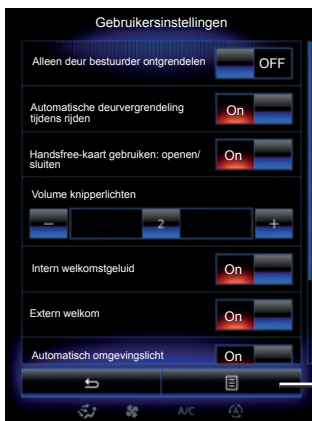 Gebruikersinstellingen
Alleen deur bestuurder ontgrendelen
OFF
Automatische deurvergrendeling
tijdens rijden
On
Handsfree-kaart gebruiken: openen/
sluiten
On
Volume knipperlichten
− 2 +
Intern welkomstgeluid
On
Extern welkom
On
Automatisch omgevingslicht
On
A/C
A